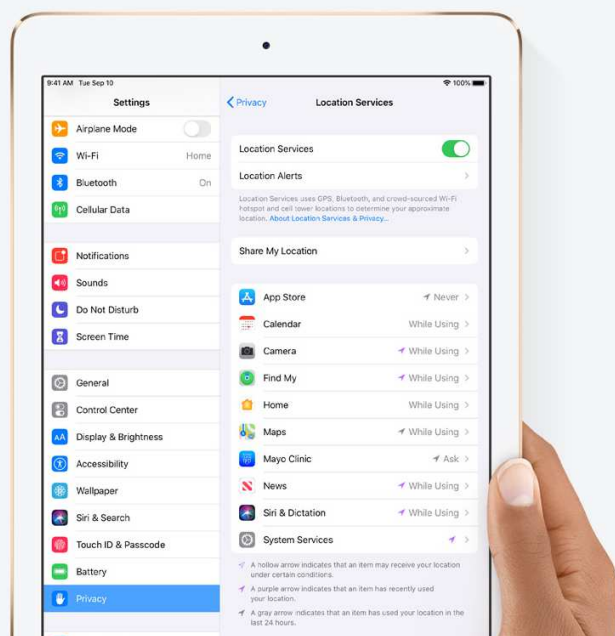 9:41 AM Tue Sep 10
100%
Settings
Privacy
Location Services
Airplane Mode
Wi-Fi
Home
Bluetooth
On
Cellular Data
Notifications
Sounds
Do Not Disturb
Screen Time
General
Control Center
AA
Display & Brightness
Accessibility
Wallpaper
Siri & Search
Touch ID & Passcode
Battery
Privacy
Location Services
Location Alerts
Location Services uses GPS, Bluetooth, and crowd-sourced Wi-Fi
hotspot and cell tower locations to determine your approximate
location. About Location Services & Privacy...
Share My Location
App Store Never
Calendar While Using
Camera While Using
Find My While Using
Home While Using
Maps While Using
Mayo Clinic Ask
News While Using
Siri & Dictation While Using
System Services
A hollow arrow indicates that an item may receive your location
under certain conditions.
A purple arrow indicates that an item has recently used
your location.
A gray arrow indicates that an item has used your location in the
last 24 hours.